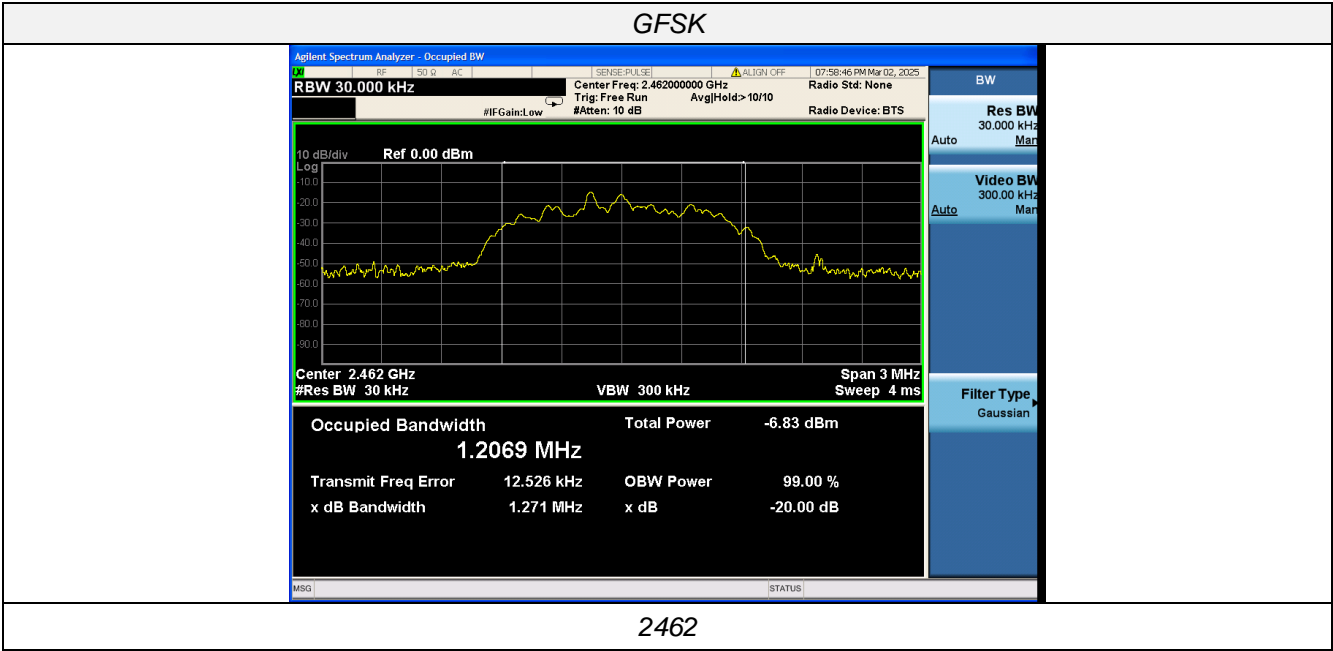 GFSK
Agilent Spectrum Analyzer - Occupied BW
LXI RF 50 Ω AC SENSE:PULSE ALIGN OFF 07:58:46 PM Mar 02, 2025
RBW 30.000 kHz
Center Freq: 2.462000000 GHz Radio Std: None
Trig: Free Run Avg|Hold:> 10/10
#IFGain:Low #Atten: 10 dB Radio Device: BTS
10 dB/div Ref 0.00 dBm
Log
-10.0
-20.0
-30.0
-40.0
-50.0
-60.0
-70.0
-80.0
-90.0
Center 2.462 GHz Span 3 MHz
#Res BW 30 kHz VBW 300 kHz Sweep 4 ms
Occupied Bandwidth Total Power -6.83 dBm
1.2069 MHz
Transmit Freq Error 12.526 kHz OBW Power 99.00 %
x dB Bandwidth 1.271 MHz x dB -20.00 dB
MSG STATUS
BW
Res BW
30.000 kHz
Auto Man
Video BW
300.00 kHz
Auto Man
Filter Type
Gaussian
2462